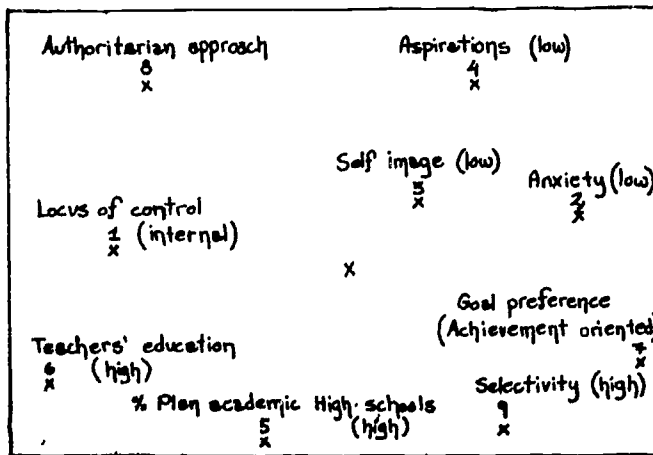 Authoritarian approach
8
x
Aspirations (low)
4
x
Self image (low)
3
x
Anxiety (low)
2
x
Locus of control
1 (internal)
x
x
Goal preference
(Achievement oriented)
7
x
Teachers' education
6 (high)
x
% Plan academic High-schools
5 (high)
x
Selectivity (high)
9
x